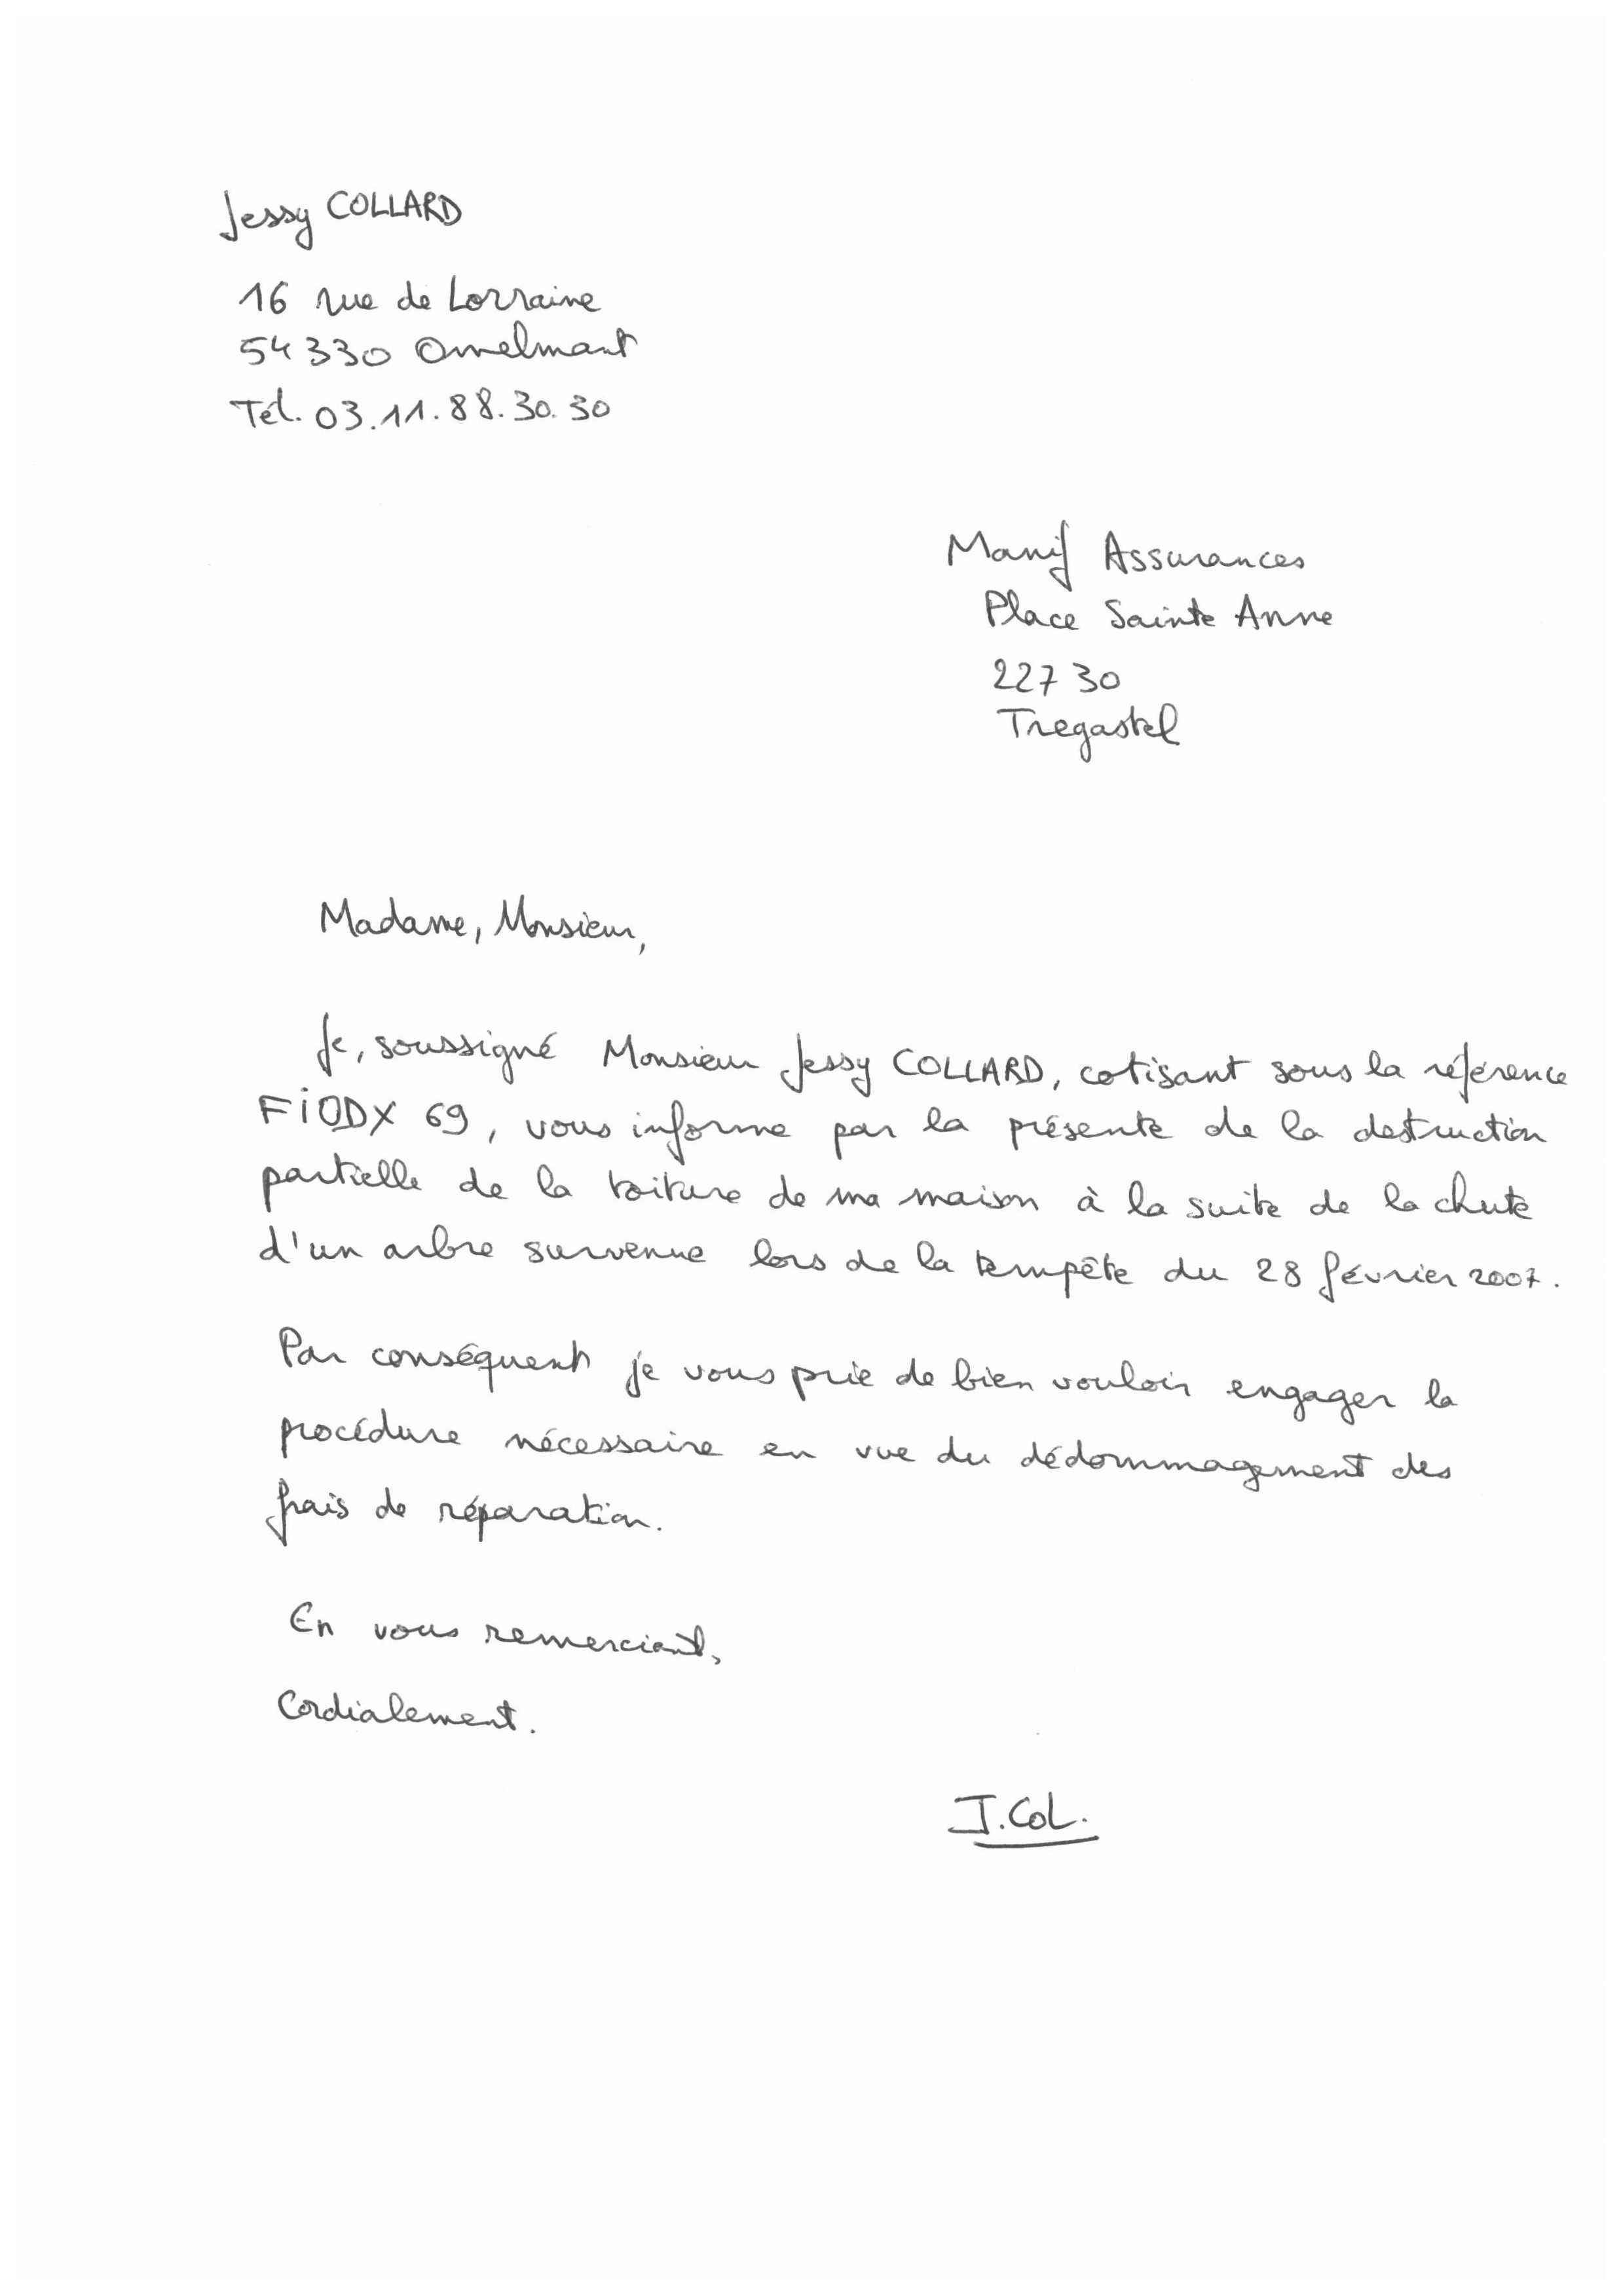 Jessy COLLARD
16 rue de Lorraine
54 330 Omelmant
Tél. 03.11.88.30.30
Manif Assurances
Place Sainte Anne
22730
Tregastel
Madame, Monsieur,
Je, soussigné Monsieur Jessy COLLARD, cotisant sous la référence
FiODX 69, vous informe par la présente de la destruction
partielle de la toiture de ma maison à la suite de la chute
d'un arbre survenue lors de la tempête du 28 février 2007.
Par conséquent je vous prie de bien vouloir engager la
procédure nécessaire en vue du dédommagement des
frais de réparation.
En vous remerciant,
Cordialement.
J.COL.